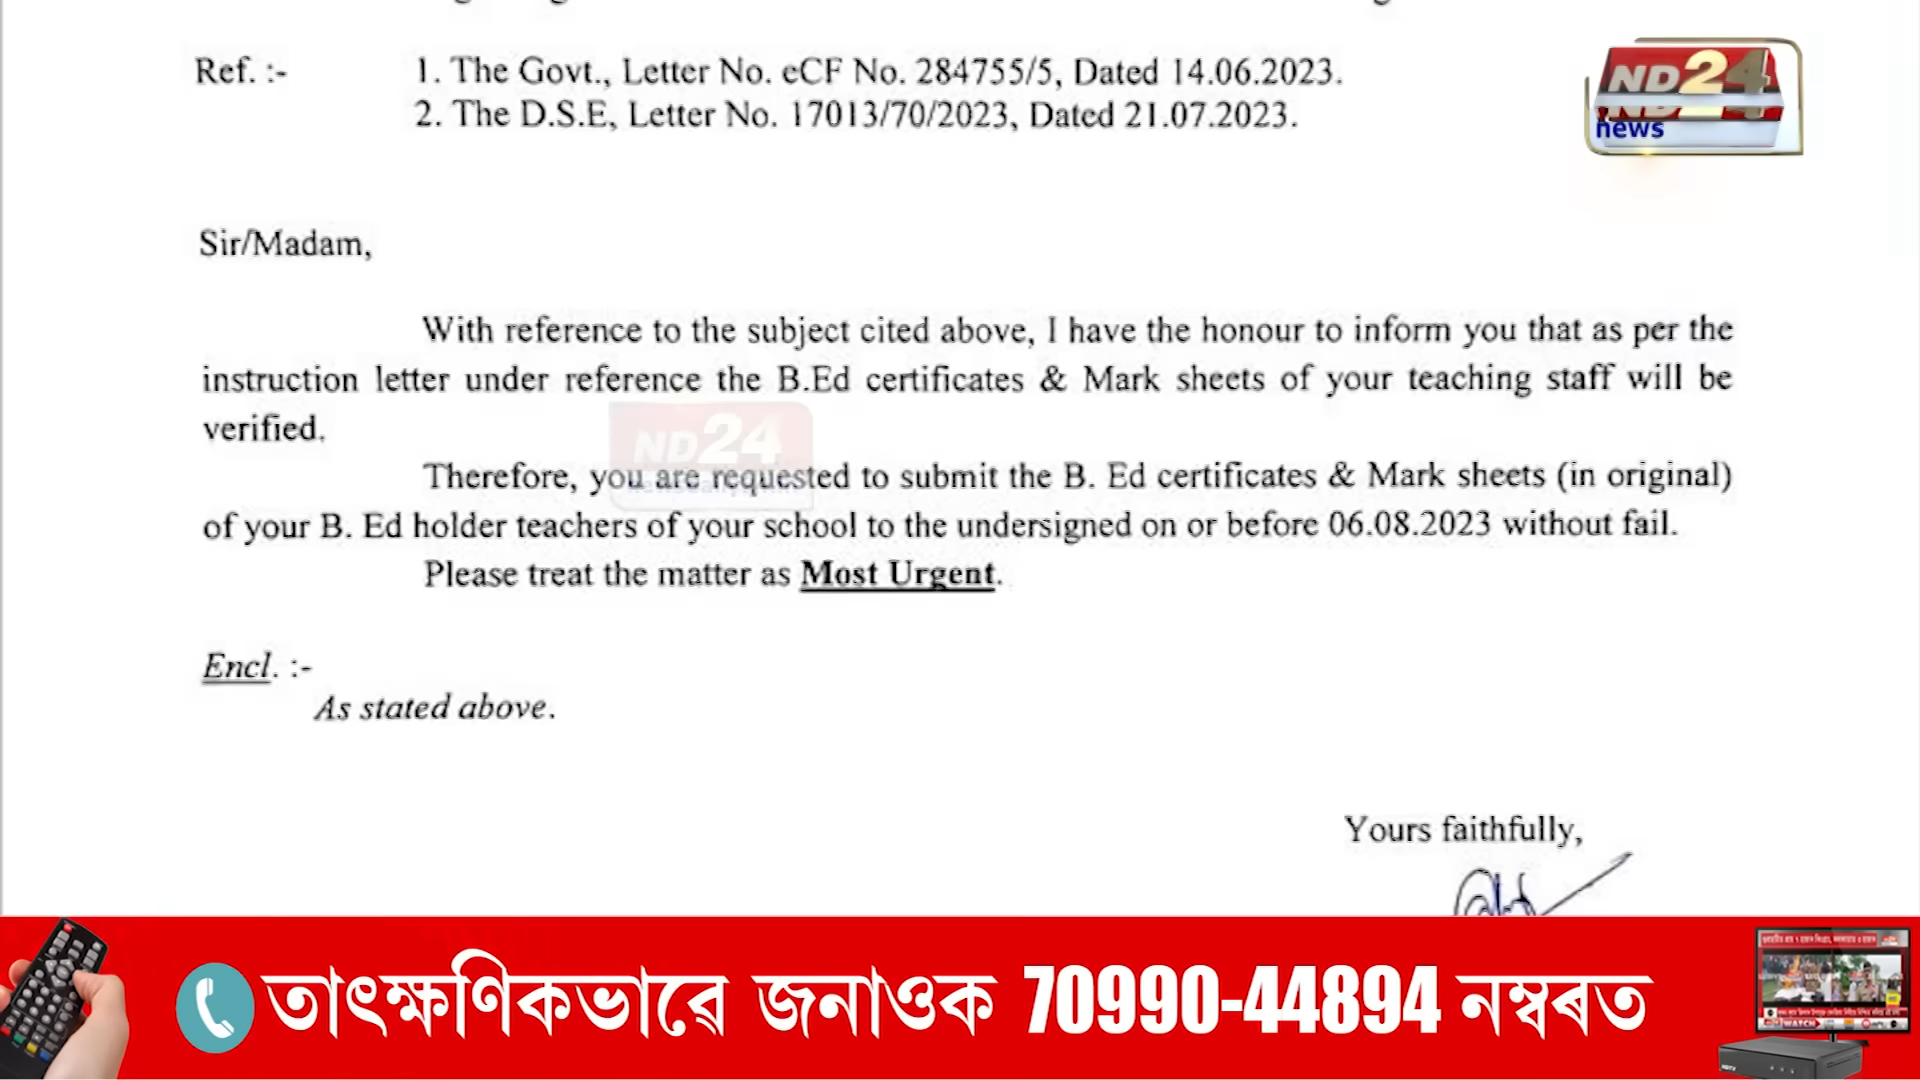 Ref. :- 1. The Govt., Letter No. eCF No. 284755/5, Dated 14.06.2023.
2. The D.S.E, Letter No. 17013/70/2023, Dated 21.07.2023.
ND24
news
Sir/Madam,
With reference to the subject cited above, I have the honour to inform you that as per the
instruction letter under reference the B.Ed certificates & Mark sheets of your teaching staff will be
verified.
ND24
Therefore, you are requested to submit the B. Ed certificates & Mark sheets (in original)
of your B. Ed holder teachers of your school to the undersigned on or before 06.08.2023 without fail.
Please treat the matter as Most Urgent.
Encl. :-
As stated above.
Yours faithfully,
তাৎক্ষণিকভাৱে জনাওক 70990-44894 নম্বৰত
WATCH